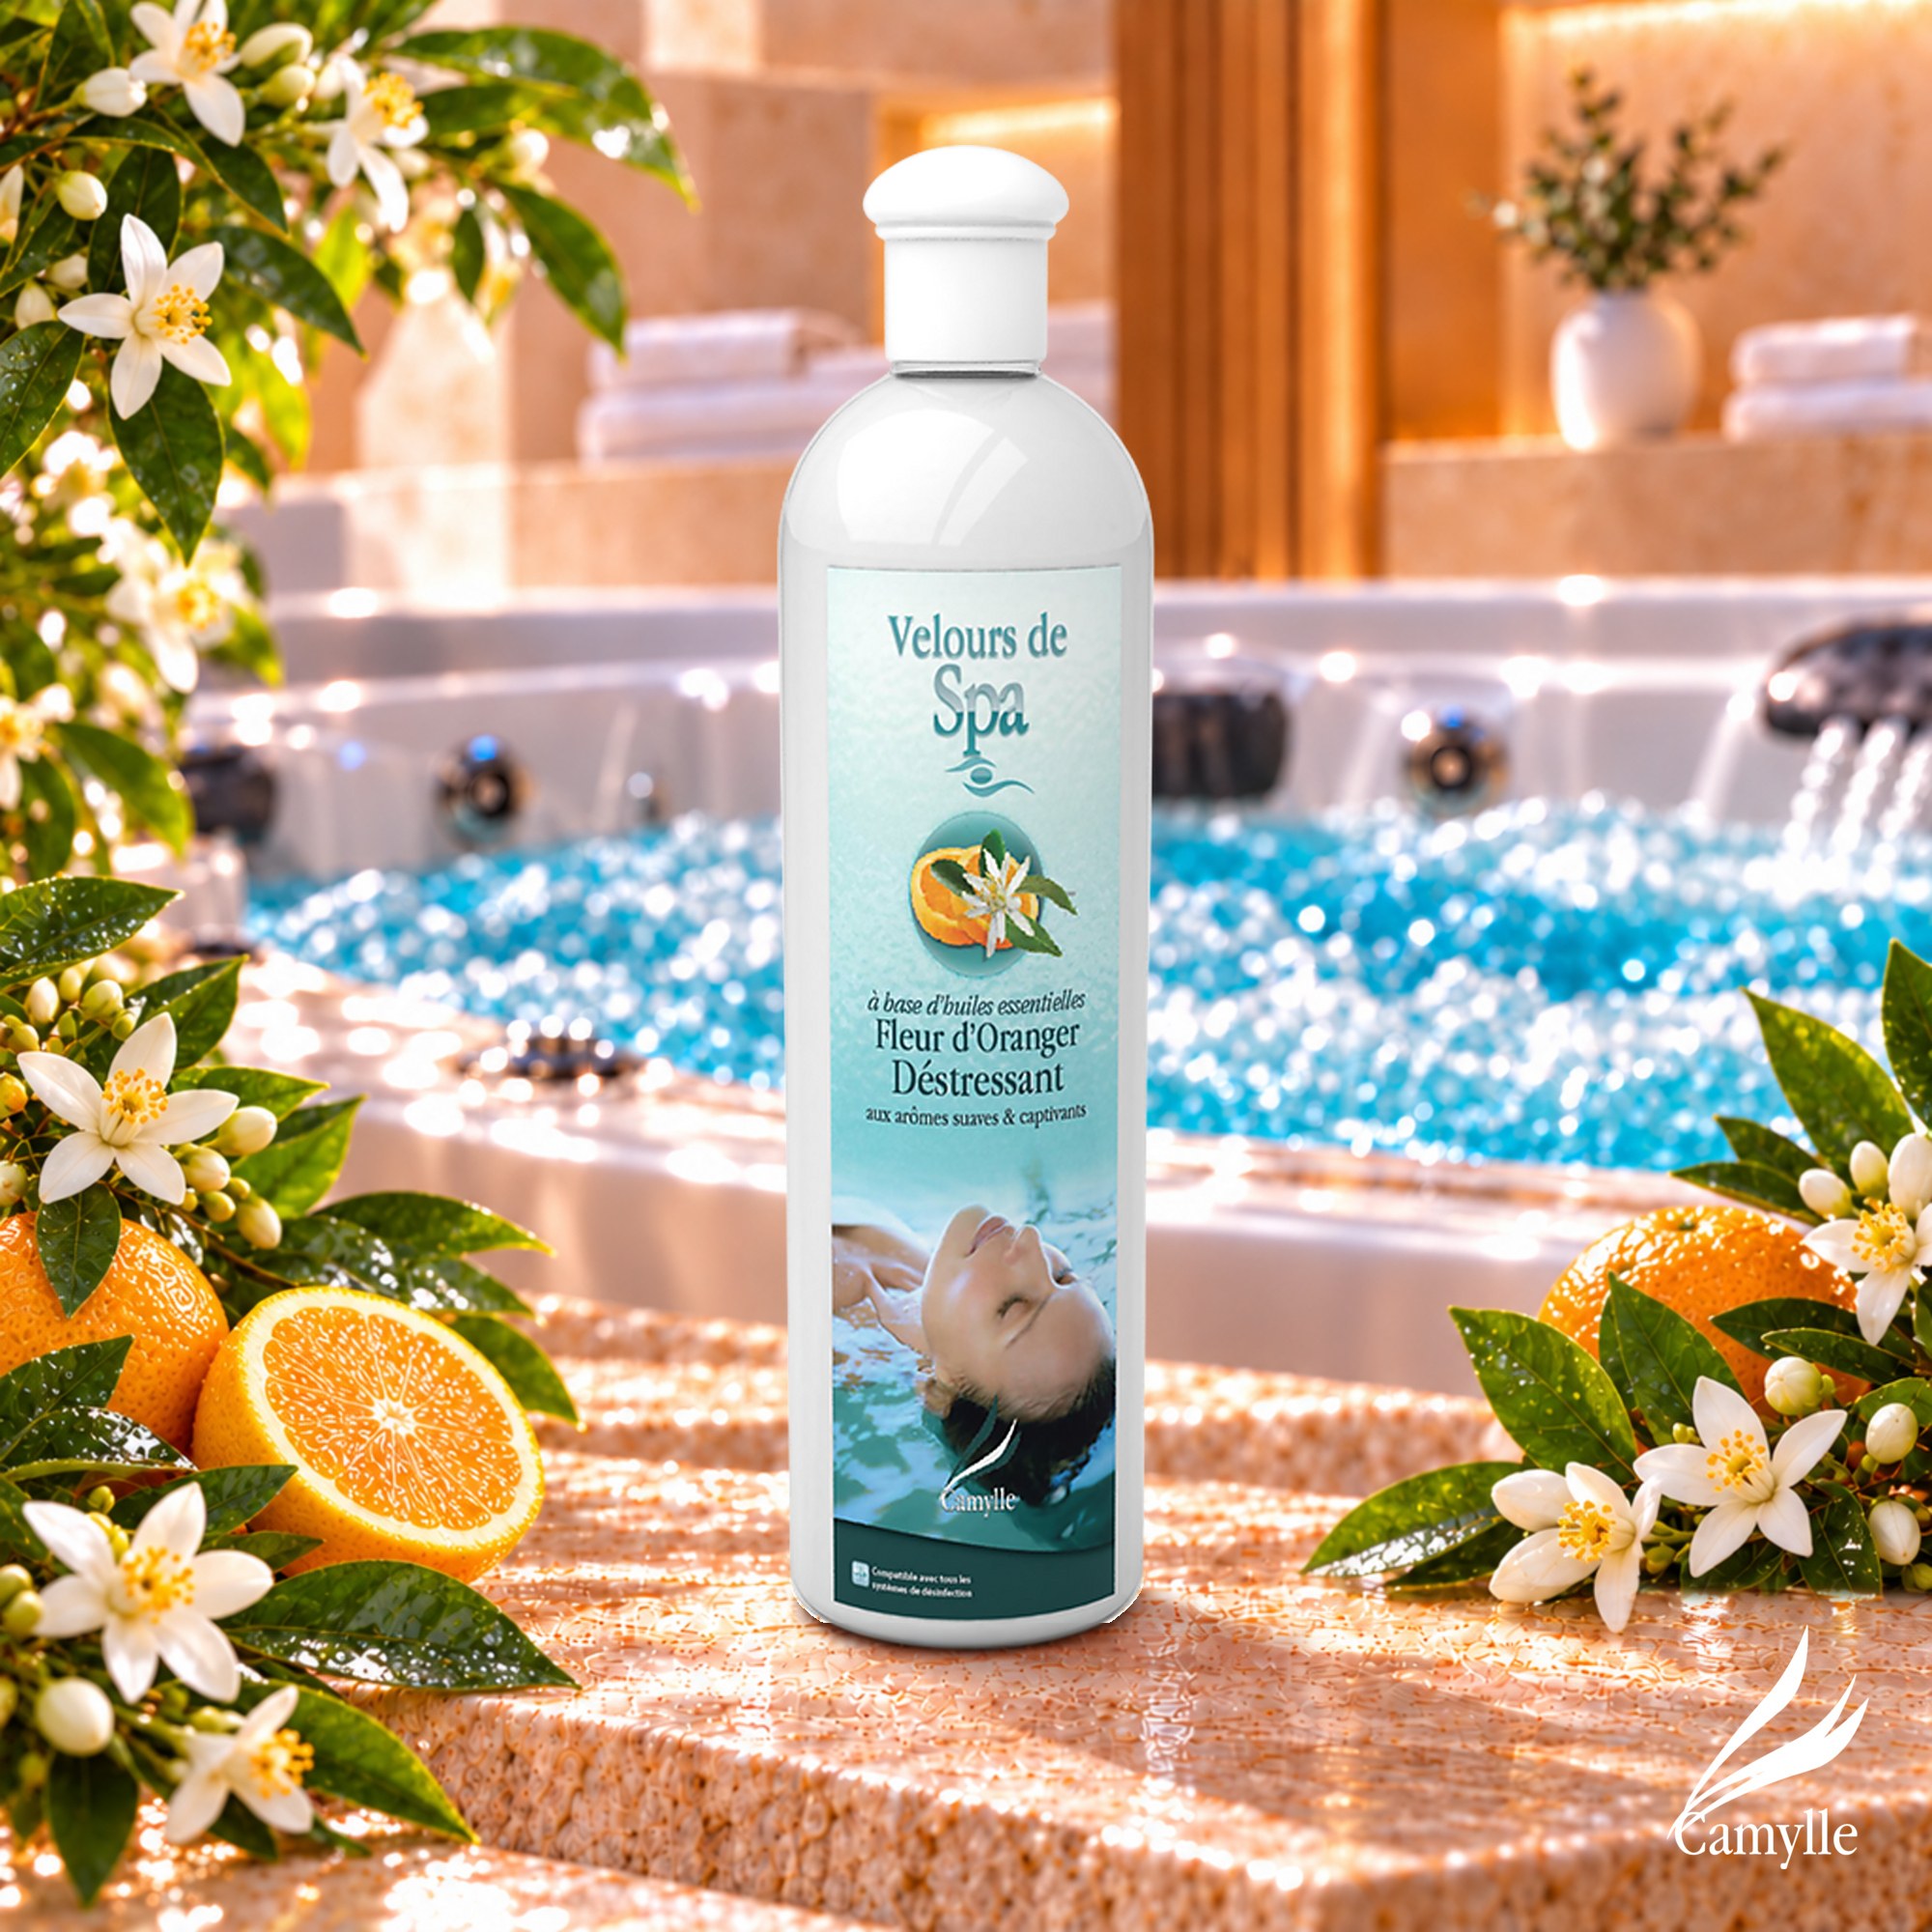 Velours de
Spa
à base d'huiles essentielles
Fleur d'Oranger
Déstressant
aux arômes suaves & captivants
Camylle
Compatible avec tous les
systèmes de désinfection
Camylle